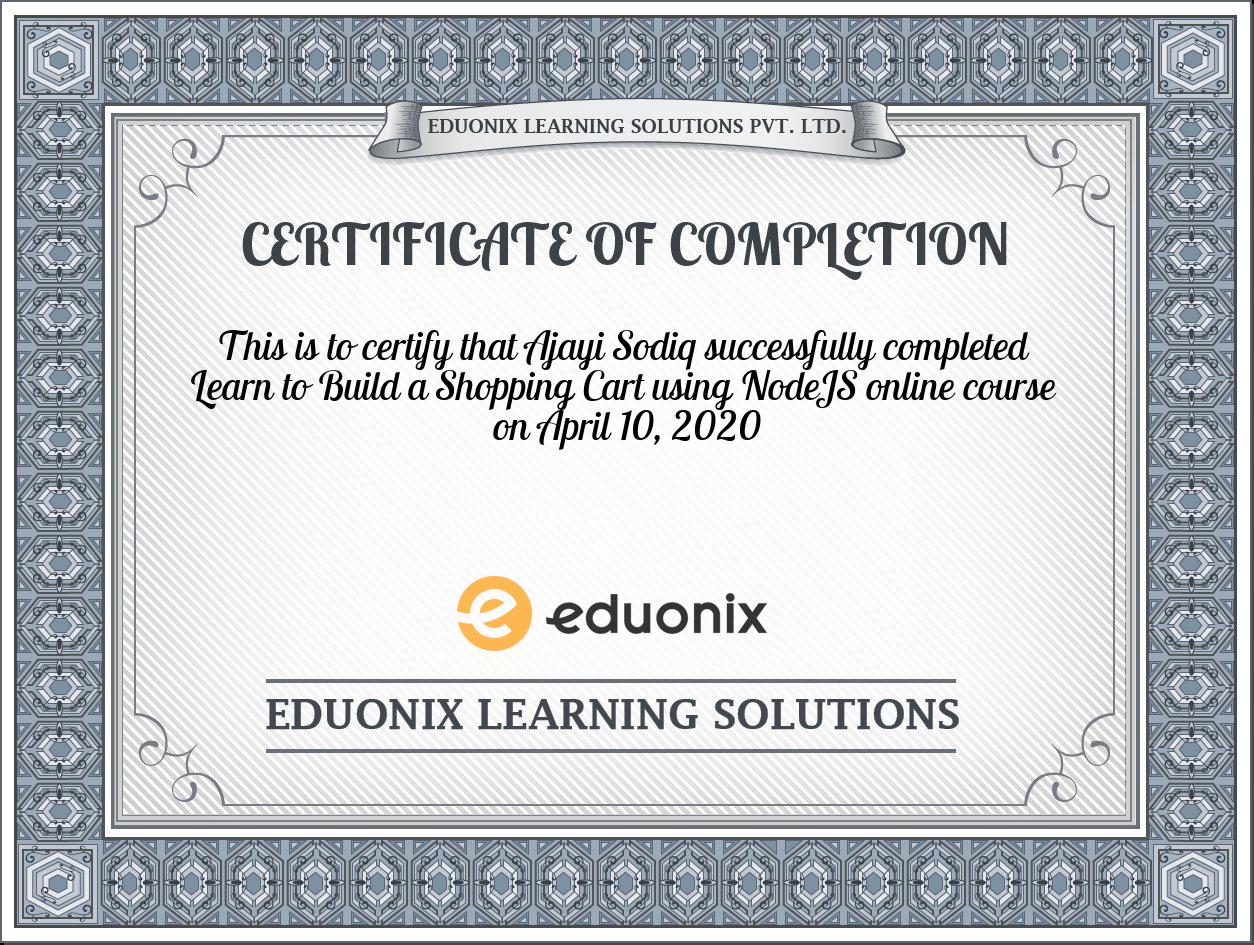 EDUONIX LEARNING SOLUTIONS PVT. LTD.
CERTIFICATE OF COMPLETION
This is to certify that Ajayi Sodiq successfully completed
Learn to Build a Shopping Cart using NodeJS online course
on April 10, 2020
eduonix
EDUONIX LEARNING SOLUTIONS